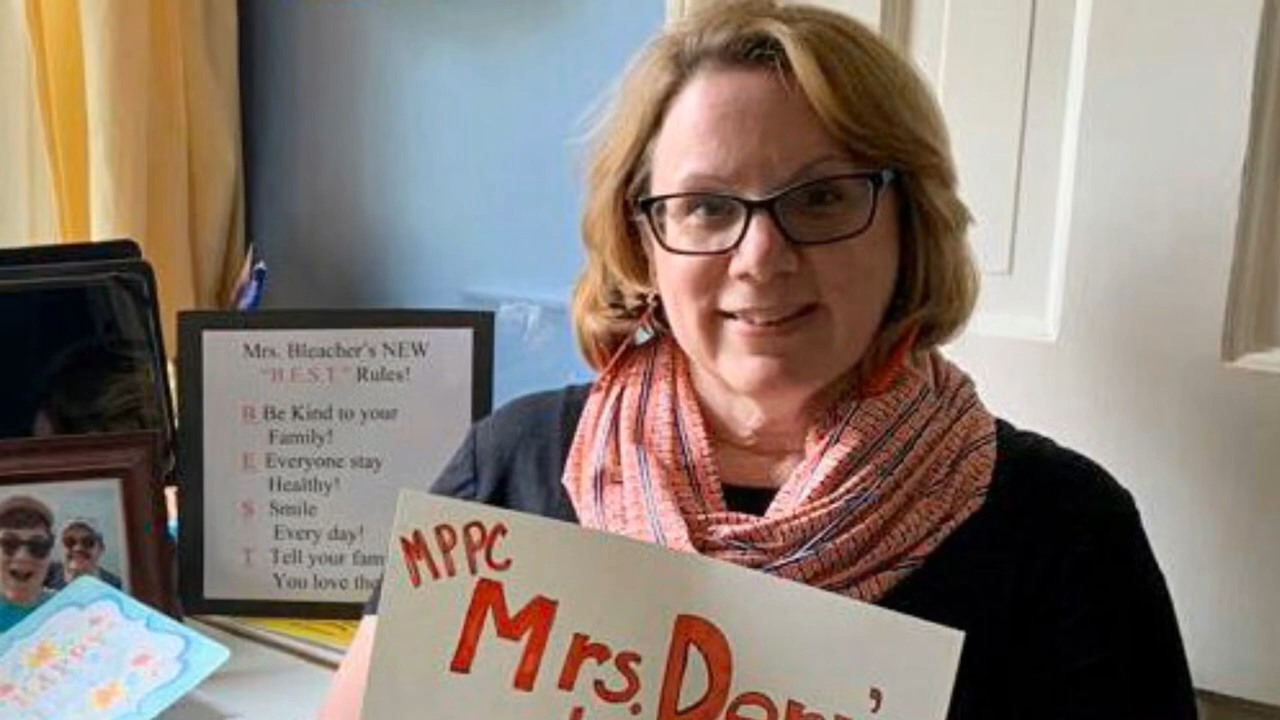 Mrs. Bleacher's NEW
"B.E.S.T." Rules!
B Be Kind to your
Family!
E Everyone stay
Healthy!
S Smile
Every day!
T Tell your fam
You love the
HAPPY
MPPC
Mrs.